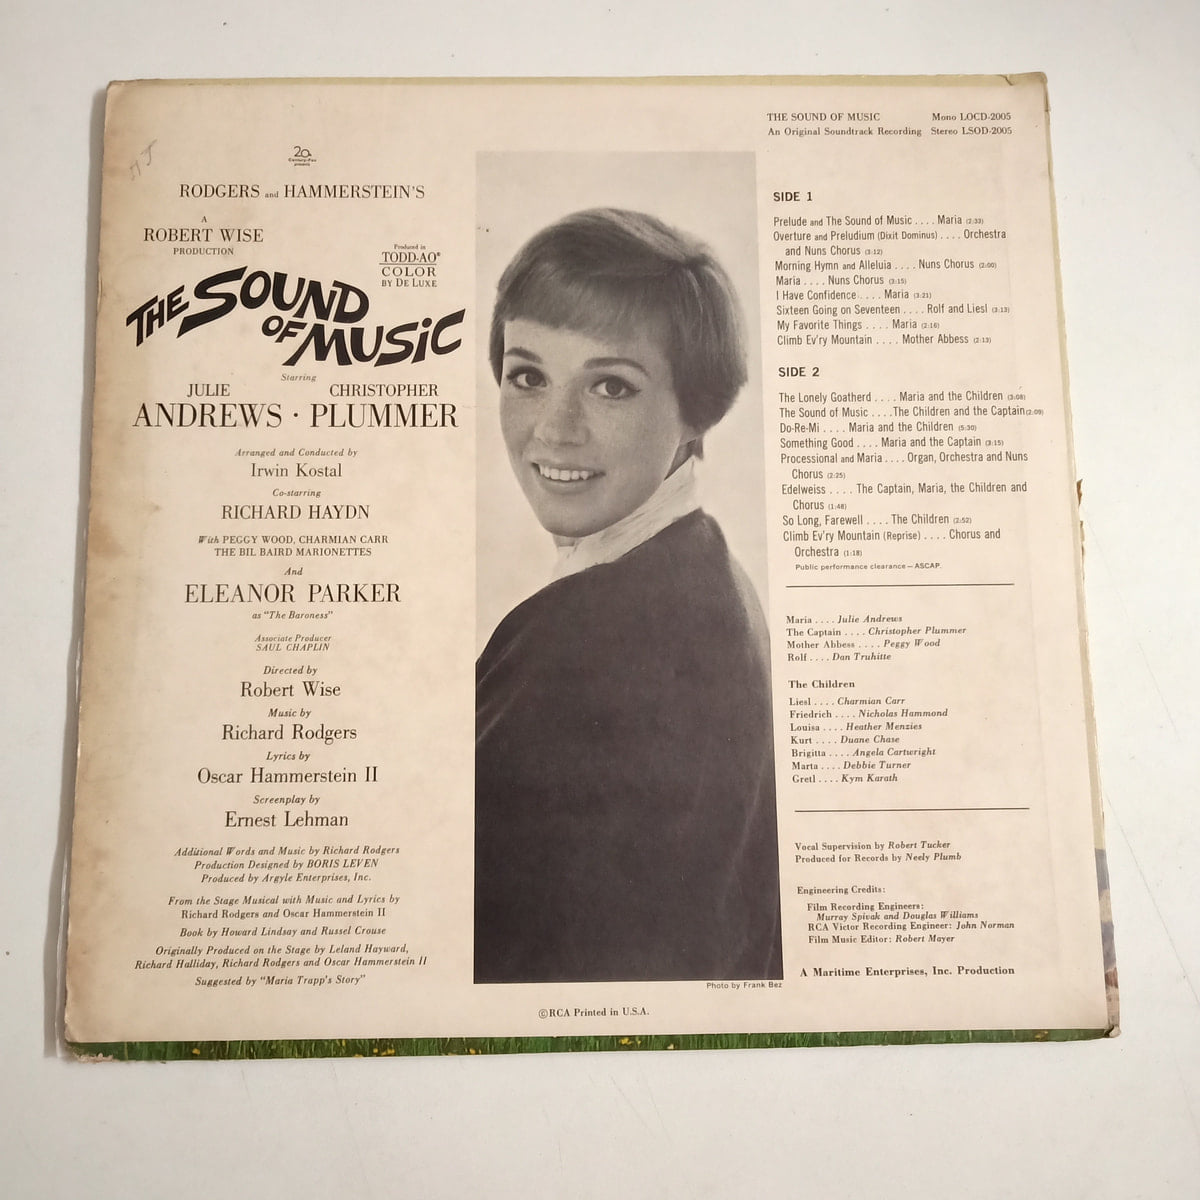 THE SOUND OF MUSIC Mono LOCD-2005
An Original Soundtrack Recording Stereo LSOD-2005
20th
Century-Fox
presents
RODGERS and HAMMERSTEIN'S
A
ROBERT WISE
PRODUCTION
Produced in
TODD-AO®
COLOR
BY DE LUXE
THE SOUND
OF MUSIC
Starring
JULIE CHRISTOPHER
ANDREWS · PLUMMER
Arranged and Conducted by
Irwin Kostal
Co-starring
RICHARD HAYDN
With PEGGY WOOD, CHARMIAN CARR
THE BIL BAIRD MARIONETTES
And
ELEANOR PARKER
as "The Baroness"
Associate Producer
SAUL CHAPLIN
Directed by
Robert Wise
Music by
Richard Rodgers
Lyrics by
Oscar Hammerstein II
Screenplay by
Ernest Lehman
Additional Words and Music by Richard Rodgers
Production Designed by BORIS LEVEN
Produced by Argyle Enterprises, Inc.
From the Stage Musical with Music and Lyrics by
Richard Rodgers and Oscar Hammerstein II
Book by Howard Lindsay and Russel Crouse
Originally Produced on the Stage by Leland Hayward,
Richard Halliday, Richard Rodgers and Oscar Hammerstein II
Suggested by "Maria Trapp's Story"
SIDE 1
Prelude and The Sound of Music .... Maria (2:33)
Overture and Preludium (Dixit Dominus) .... Orchestra
and Nuns Chorus (3:12)
Morning Hymn and Alleluia .... Nuns Chorus (2:00)
Maria .... Nuns Chorus (3:15)
I Have Confidence .... Maria (3:21)
Sixteen Going on Seventeen .... Rolf and Liesl (3:13)
My Favorite Things .... Maria (2:16)
Climb Ev'ry Mountain .... Mother Abbess (2:13)
SIDE 2
The Lonely Goatherd .... Maria and the Children (3:08)
The Sound of Music .... The Children and the Captain (2:09)
Do-Re-Mi .... Maria and the Children (5:30)
Something Good .... Maria and the Captain (3:15)
Processional and Maria .... Organ, Orchestra and Nuns
Chorus (2:25)
Edelweiss .... The Captain, Maria, the Children and
Chorus (1:48)
So Long, Farewell .... The Children (2:52)
Climb Ev'ry Mountain (Reprise) .... Chorus and
Orchestra (1:18)
Public performance clearance — ASCAP.
Maria .... Julie Andrews
The Captain .... Christopher Plummer
Mother Abbess .... Peggy Wood
Rolf .... Dan Truhitte
The Children
Liesl .... Charmian Carr
Friedrich .... Nicholas Hammond
Louisa .... Heather Menzies
Kurt .... Duane Chase
Brigitta .... Angela Cartwright
Marta .... Debbie Turner
Gretl .... Kym Karath
Vocal Supervision by Robert Tucker
Produced for Records by Neely Plumb
Engineering Credits:
Film Recording Engineers:
Murray Spivak and Douglas Williams
RCA Victor Recording Engineer: John Norman
Film Music Editor: Robert Mayer
A Maritime Enterprises, Inc. Production
Photo by Frank Bez
©RCA Printed in U.S.A.